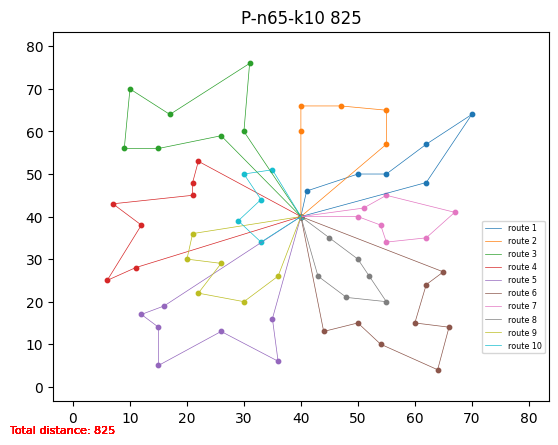 P-n65-k10 825
80
70
60
50
40
30
20
10
0
0 10 20 30 40 50 60 70 80
route 1
route 2
route 3
route 4
route 5
route 6
route 7
route 8
route 9
route 10
Total distance: 825